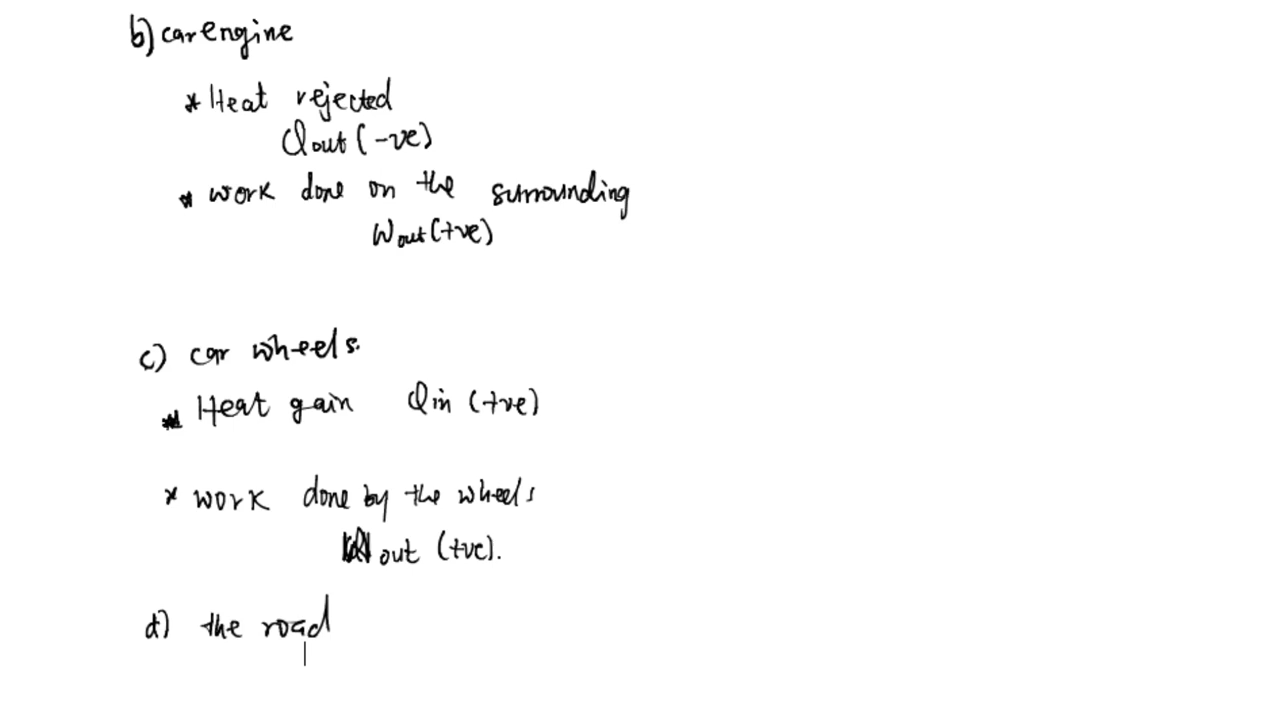 b) car engine
* Heat rejected
Qout (-ve)
* work done on the surrounding
Wout (+ve)
c) car wheels.
* Heat gain Qin (+ve)
* work done by the wheels
Wout (+ve).
d) the road